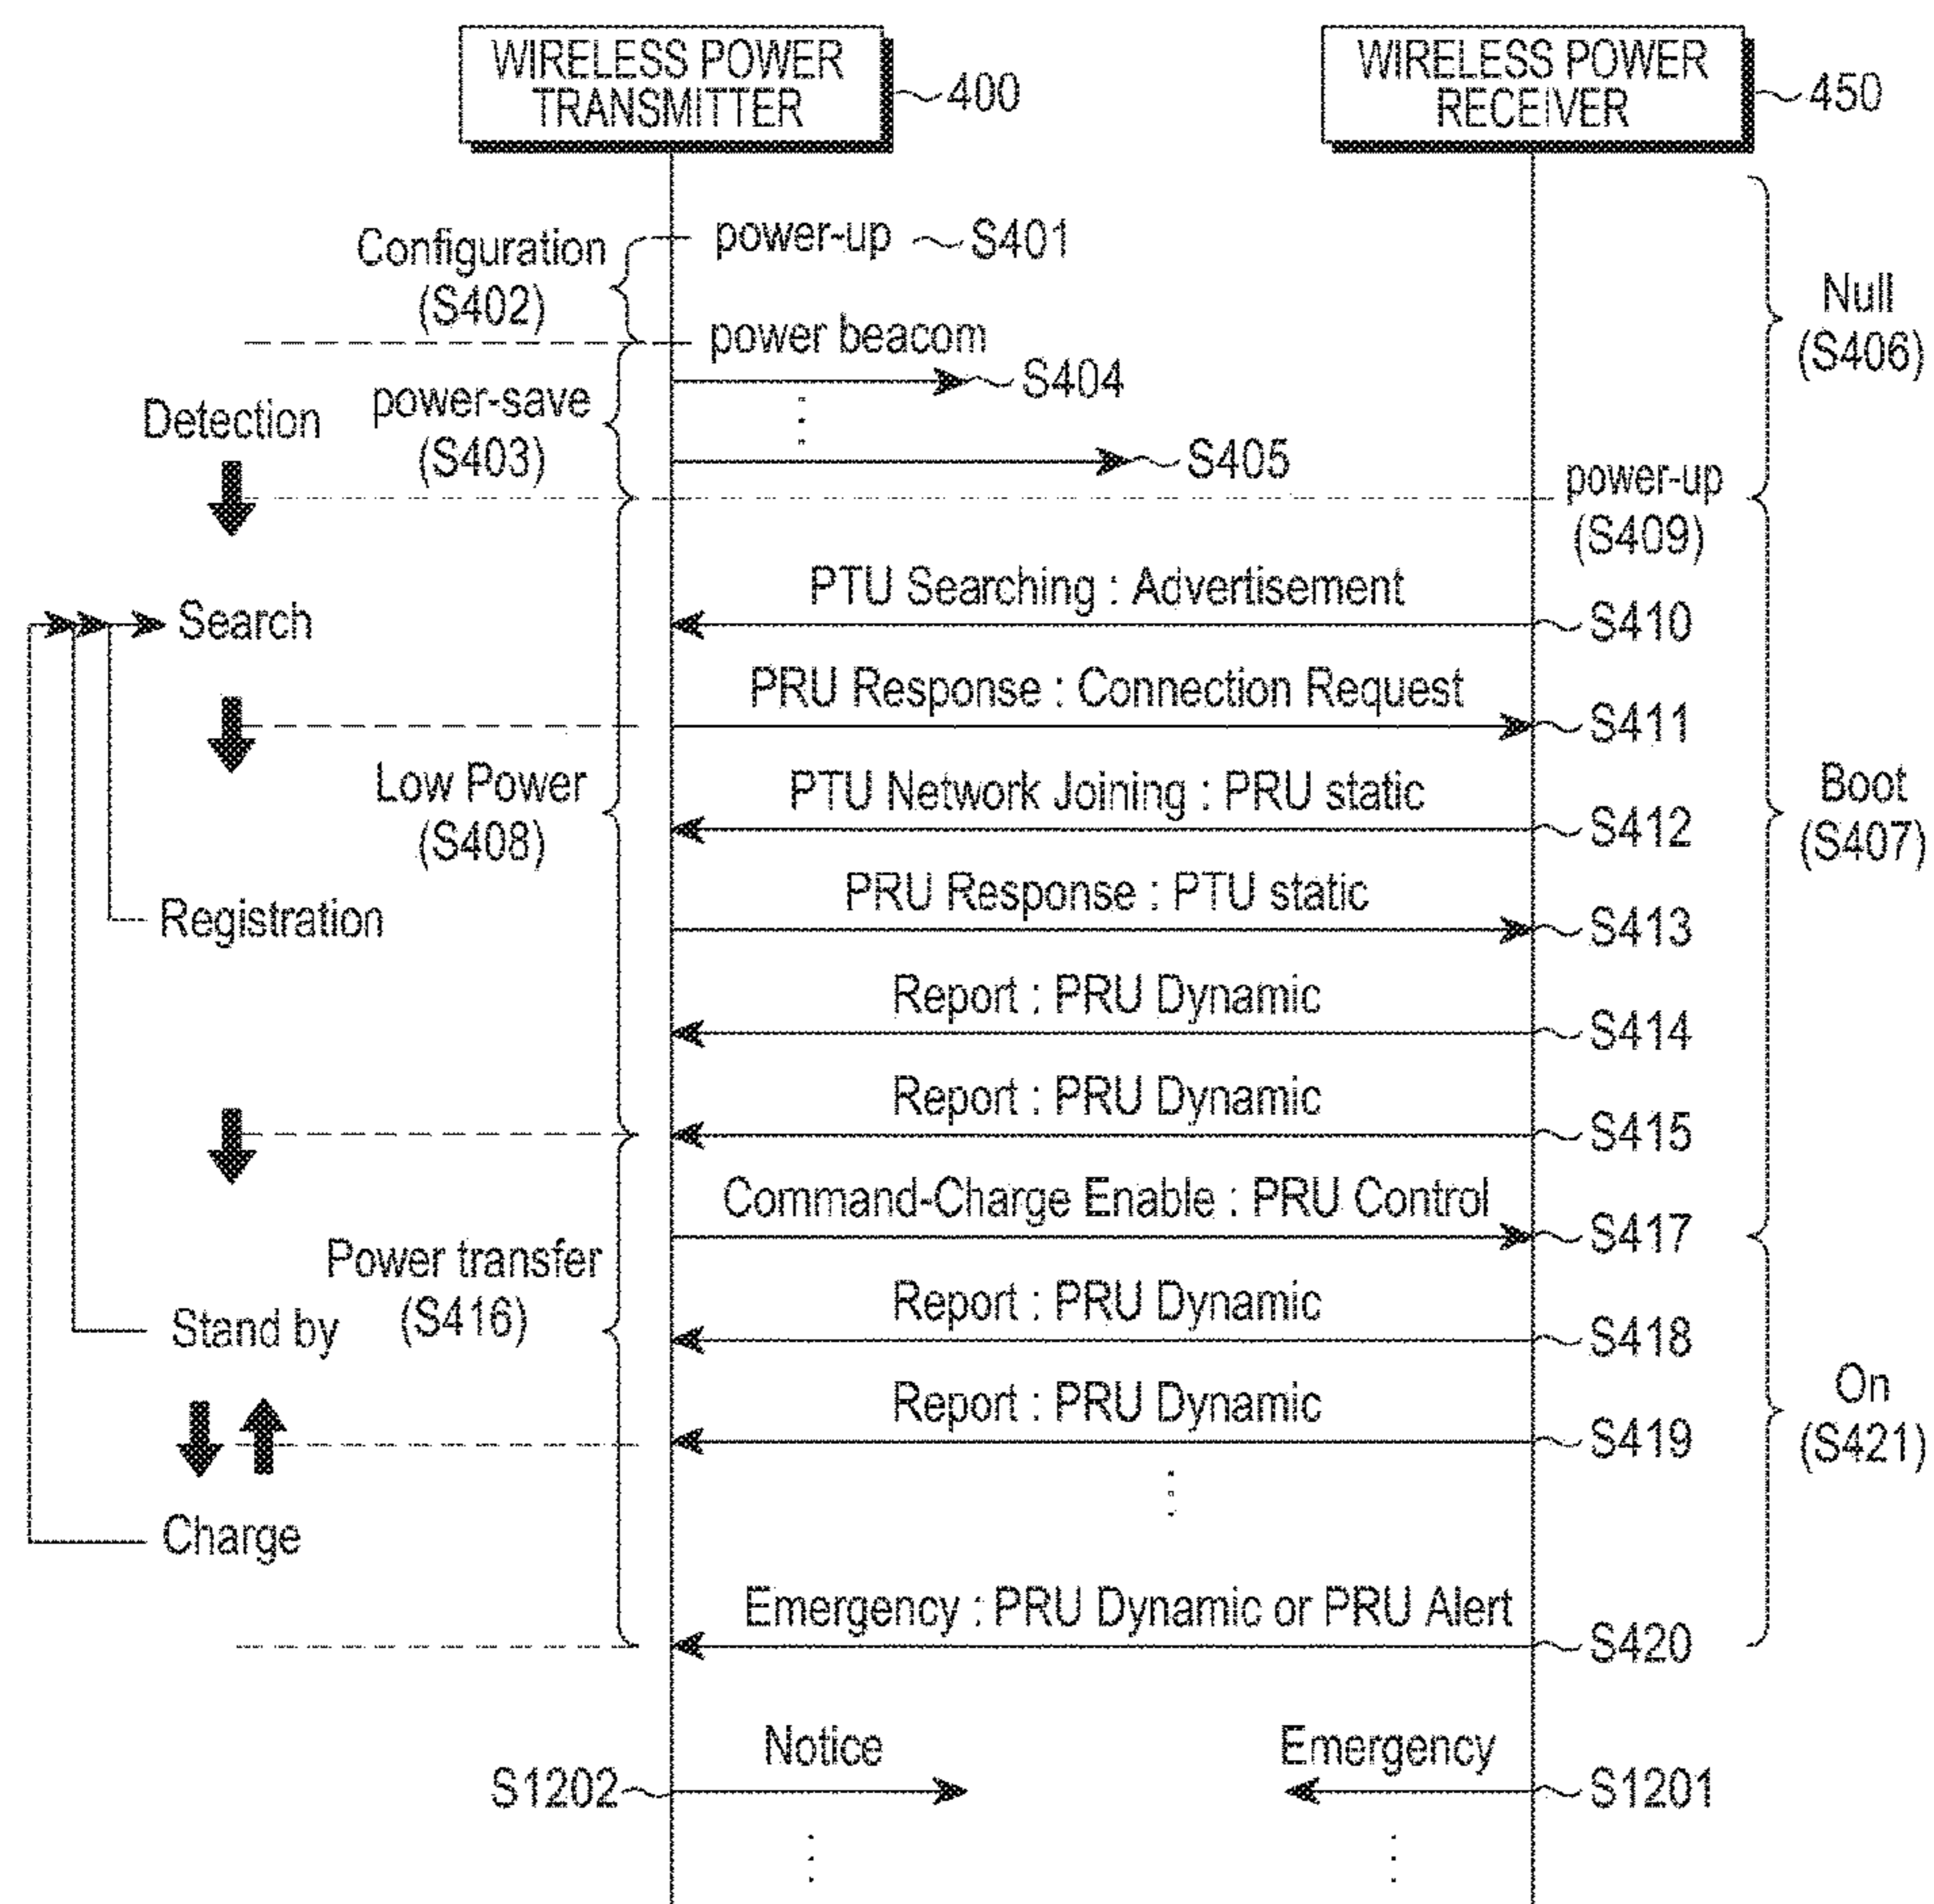 WIRELESS POWER
TRANSMITTER
400
WIRELESS POWER
RECEIVER
450
Configuration
(S402)
power-up
S401
Null
(S406)
power beacom
S404
Detection
power-save
(S403)
S405
power-up
(S409)
PTU Searching : Advertisement
Search
S410
PRU Response : Connection Request
S411
Low Power
(S408)
PTU Network Joining : PRU static
S412
Boot
(S407)
PRU Response : PTU static
Registration
S413
Report : PRU Dynamic
S414
Report : PRU Dynamic
S415
Command-Charge Enable : PRU Control
S417
Power transfer
(S416)
Stand by
Report : PRU Dynamic
S418
Report : PRU Dynamic
S419
On
(S421)
Charge
Emergency : PRU Dynamic or PRU Alert
S420
Notice
Emergency
S1202
S1201